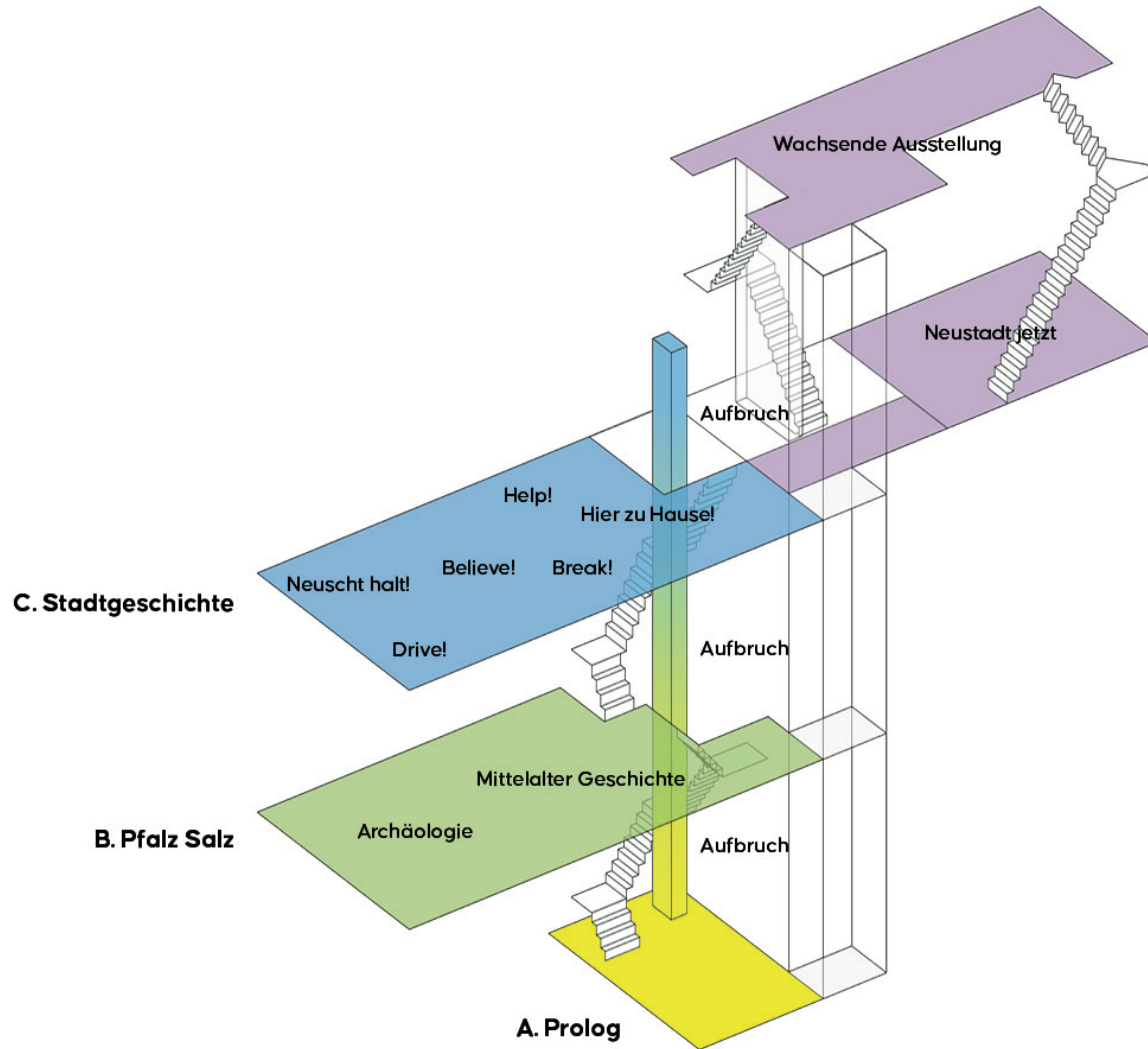 Wachsende Ausstellung
Neustadt jetzt
Aufbruch
Help!
Hier zu Hause!
Believe!
Break!
Neuscht halt!
C. Stadtgeschichte
Drive!
Aufbruch
Mittelalter Geschichte
Archäologie
B. Pfalz Salz
Aufbruch
A. Prolog